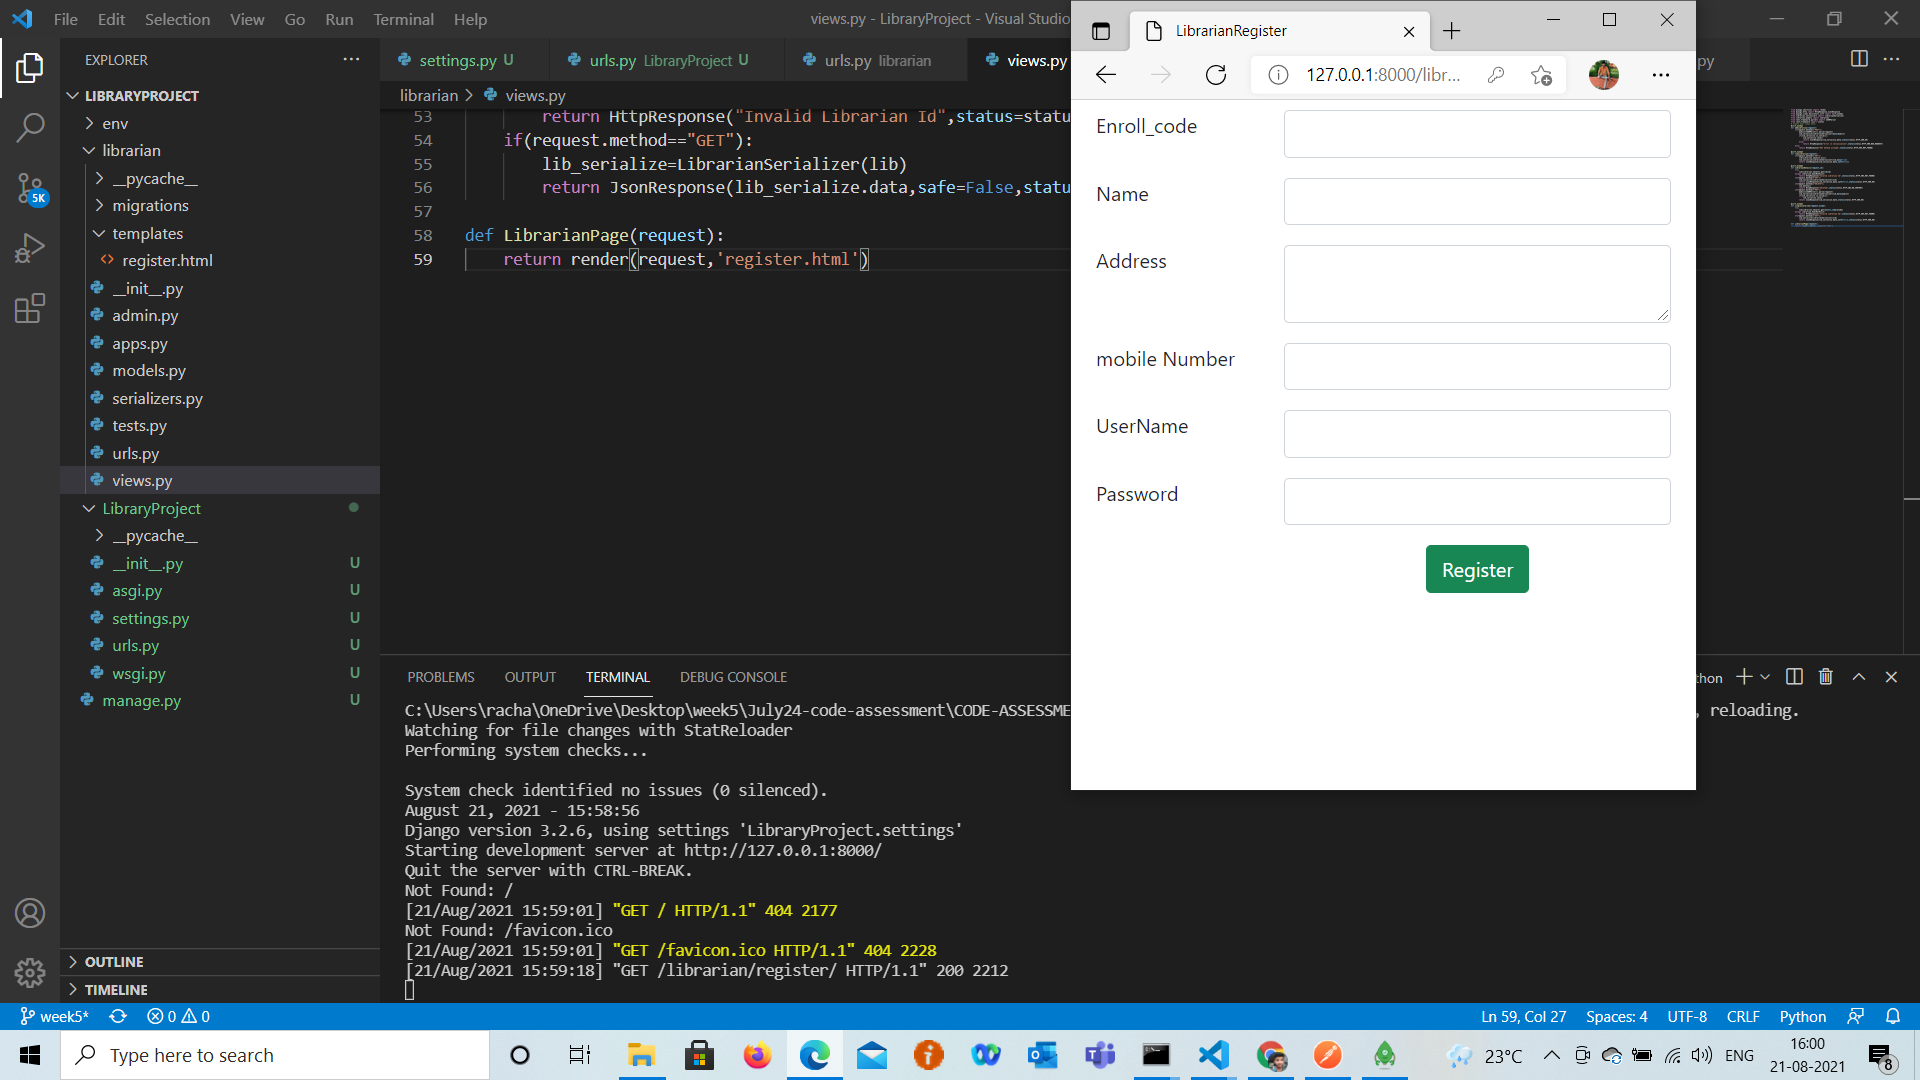 File Edit Selection View Go Run Terminal Help
views.py - LibraryProject - Visual Studio
EXPLORER
LIBRARYPROJECT
env
librarian
__pycache__
migrations
templates
register.html
__init__.py
admin.py
apps.py
models.py
serializers.py
tests.py
urls.py
views.py
LibraryProject
__pycache__
__init__.py U
asgi.py U
settings.py U
urls.py U
wsgi.py U
manage.py U
OUTLINE
TIMELINE
5K
settings.py U
urls.py LibraryProject U
urls.py librarian
views.py
py
librarian > views.py
53 return HttpResponse("Invalid Librarian Id",status=statu
54 if(request.method=="GET"):
55 lib_serialize=LibrarianSerializer(lib)
56 return JsonResponse(lib_serialize.data,safe=False,statu
57
58 def LibrarianPage(request):
59 return render(request,'register.html')
LibrarianRegister
127.0.0.1:8000/libr...
Enroll_code
Name
Address
mobile Number
UserName
Password
Register
PROBLEMS OUTPUT TERMINAL DEBUG CONSOLE
thon
C:\Users\racha\OneDrive\Desktop\week5\July24-code-assessment\CODE-ASSESSME , reloading.
Watching for file changes with StatReloader
Performing system checks...
System check identified no issues (0 silenced).
August 21, 2021 - 15:58:56
Django version 3.2.6, using settings 'LibraryProject.settings'
Starting development server at http://127.0.0.1:8000/
Quit the server with CTRL-BREAK.
Not Found: /
[21/Aug/2021 15:59:01] "GET / HTTP/1.1" 404 2177
Not Found: /favicon.ico
[21/Aug/2021 15:59:01] "GET /favicon.ico HTTP/1.1" 404 2228
[21/Aug/2021 15:59:18] "GET /librarian/register/ HTTP/1.1" 200 2212
week5* 0 0
Ln 59, Col 27 Spaces: 4 UTF-8 CRLF Python
Type here to search
23°C ENG
16:00
21-08-2021
8